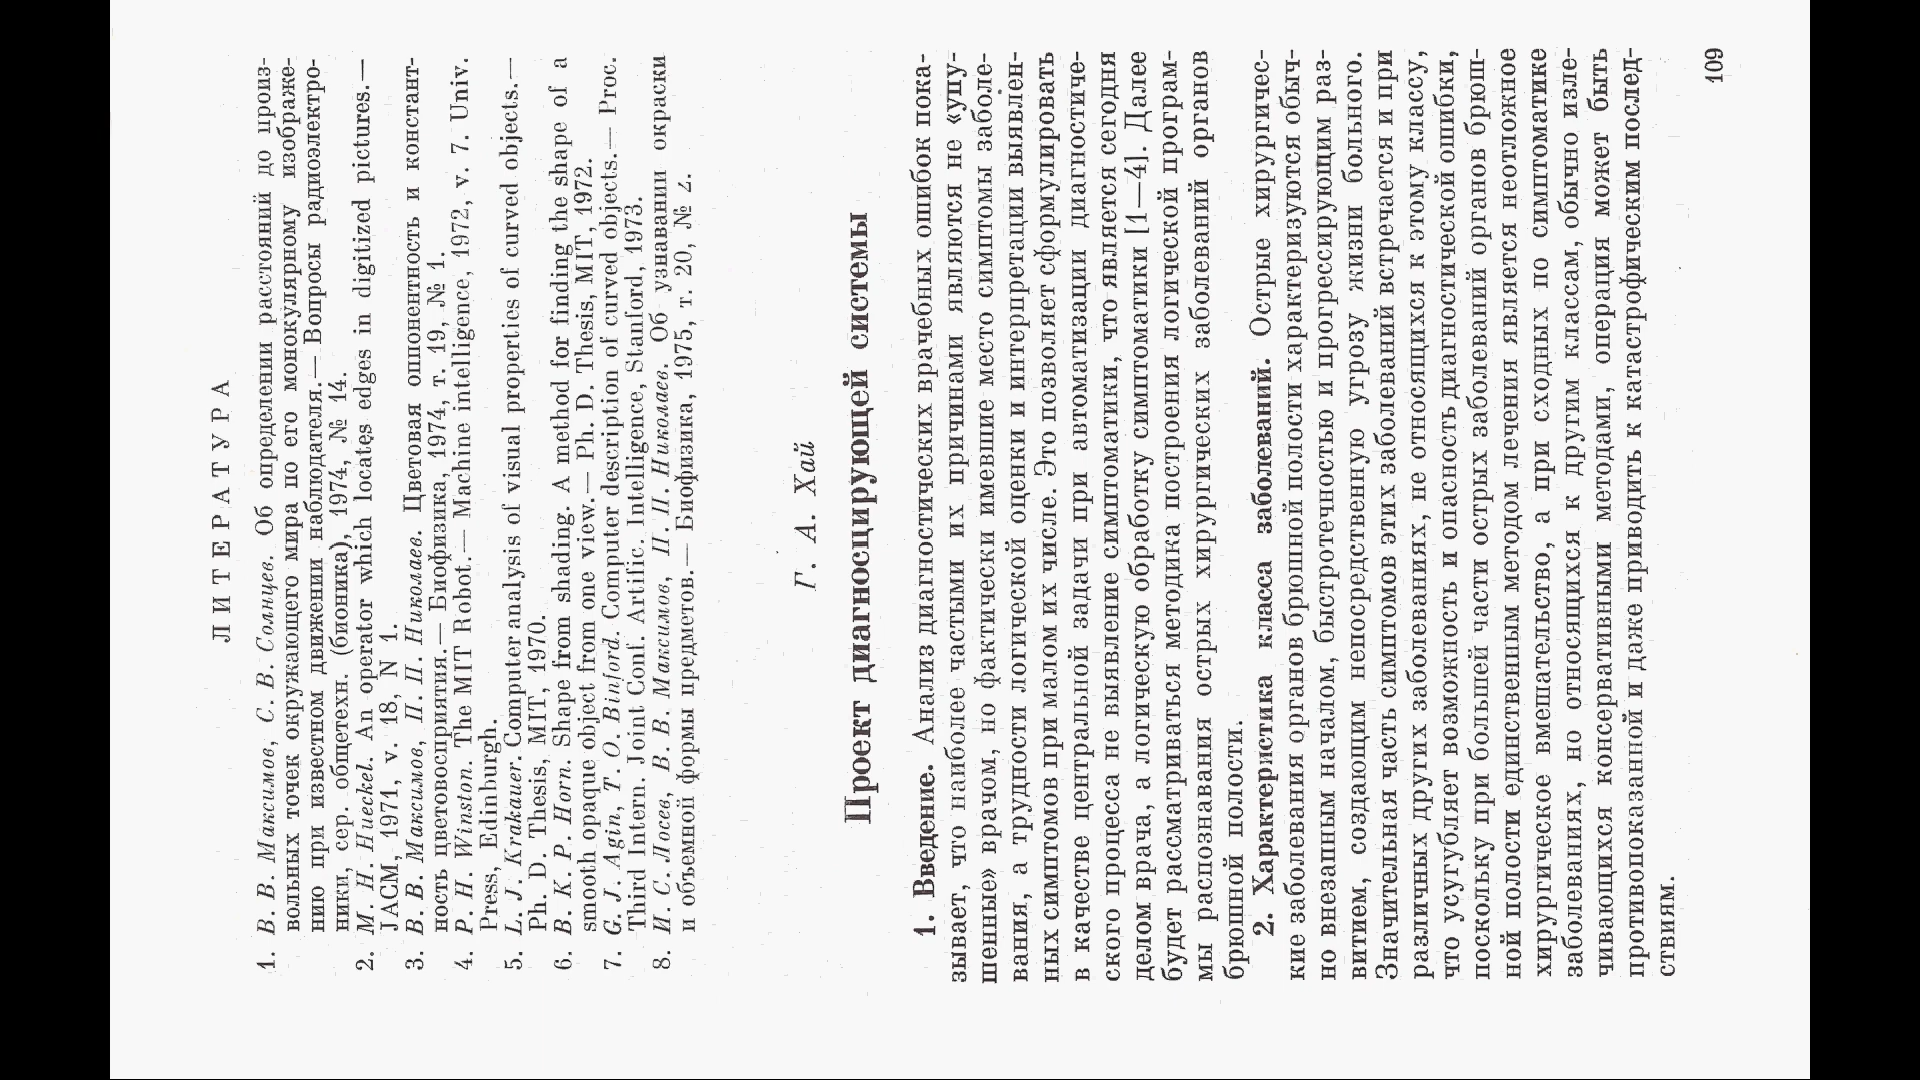 ЛИТЕРАТУРА
1. В. В. Максимов, С. В. Солнцев. Об определении расстояний до произ-
вольных точек окружающего мира по его монокулярному изображе-
нию при известном движении наблюдателя.— Вопросы радиоэлектро-
ники, сер. общетехн. (бионика), 1974, № 14.
2. M. H. Hueckel. An operator which locates edges in digitized pictures.—
JACM, 1971, v. 18, N 1.
3. В. В. Максимов, П. П. Николаев. Цветовая оппонентность и констант-
ность цветовосприятия.— Биофизика, 1974, т. 19, № 1.
4. P. H. Winston. The MIT Robot.— Machine intelligence, 1972, v. 7. Univ.
Press, Edinburgh.
5. L. J. Krakauer. Computer analysis of visual properties of curved objects.—
Ph. D. Thesis, MIT, 1970.
6. B. K. P. Horn. Shape from shading. A method for finding the shape of a
smooth opaque object from one view.— Ph. D. Thesis, MIT, 1972.
7. G. J. Agin, T. O. Binford. Computer description of curved objects.— Proc.
Third Intern. Joint Conf. Artific. Intelligence, Stanford, 1973.
8. И. С. Лосев, В. В. Максимов, П. П. Николаев. Об узнавании окраски
и объемной формы предметов.— Биофизика, 1975, т. 20, № 2.
Г. А. Хай
Проект диагносцирующей системы
1. Введение. Анализ диагностических врачебных ошибок пока-
зывает, что наиболее частыми их причинами являются не «упу-
шенные» врачом, но фактически имевшие место симптомы заболе-
вания, а трудности логической оценки и интерпретации выявлен-
ных симптомов при малом их числе. Это позволяет сформулировать
в качестве центральной задачи при автоматизации диагностиче-
ского процесса не выявление симптоматики, что является сегодня
делом врача, а логическую обработку симптоматики [1—4]. Далее
будет рассматриваться методика построения логической програм-
мы распознавания острых хирургических заболеваний органов
брюшной полости.
2. Характеристика класса заболеваний. Острые хирургичес-
кие заболевания органов брюшной полости характеризуются обыч-
но внезапным началом, быстротечностью и прогрессирующим раз-
витием, создающим непосредственную угрозу жизни больного.
Значительная часть симптомов этих заболеваний встречается и при
различных других заболеваниях, не относящихся к этому классу,
что усугубляет возможность и опасность диагностической ошибки,
поскольку при большей части острых заболеваний органов брюш-
ной полости единственным методом лечения является неотложное
хирургическое вмешательство, а при сходных по симптоматике
заболеваниях, но относящихся к другим классам, обычно изле-
чивающихся консервативными методами, операция может быть
противопоказанной и даже приводить к катастрофическим послед-
ствиям.
109